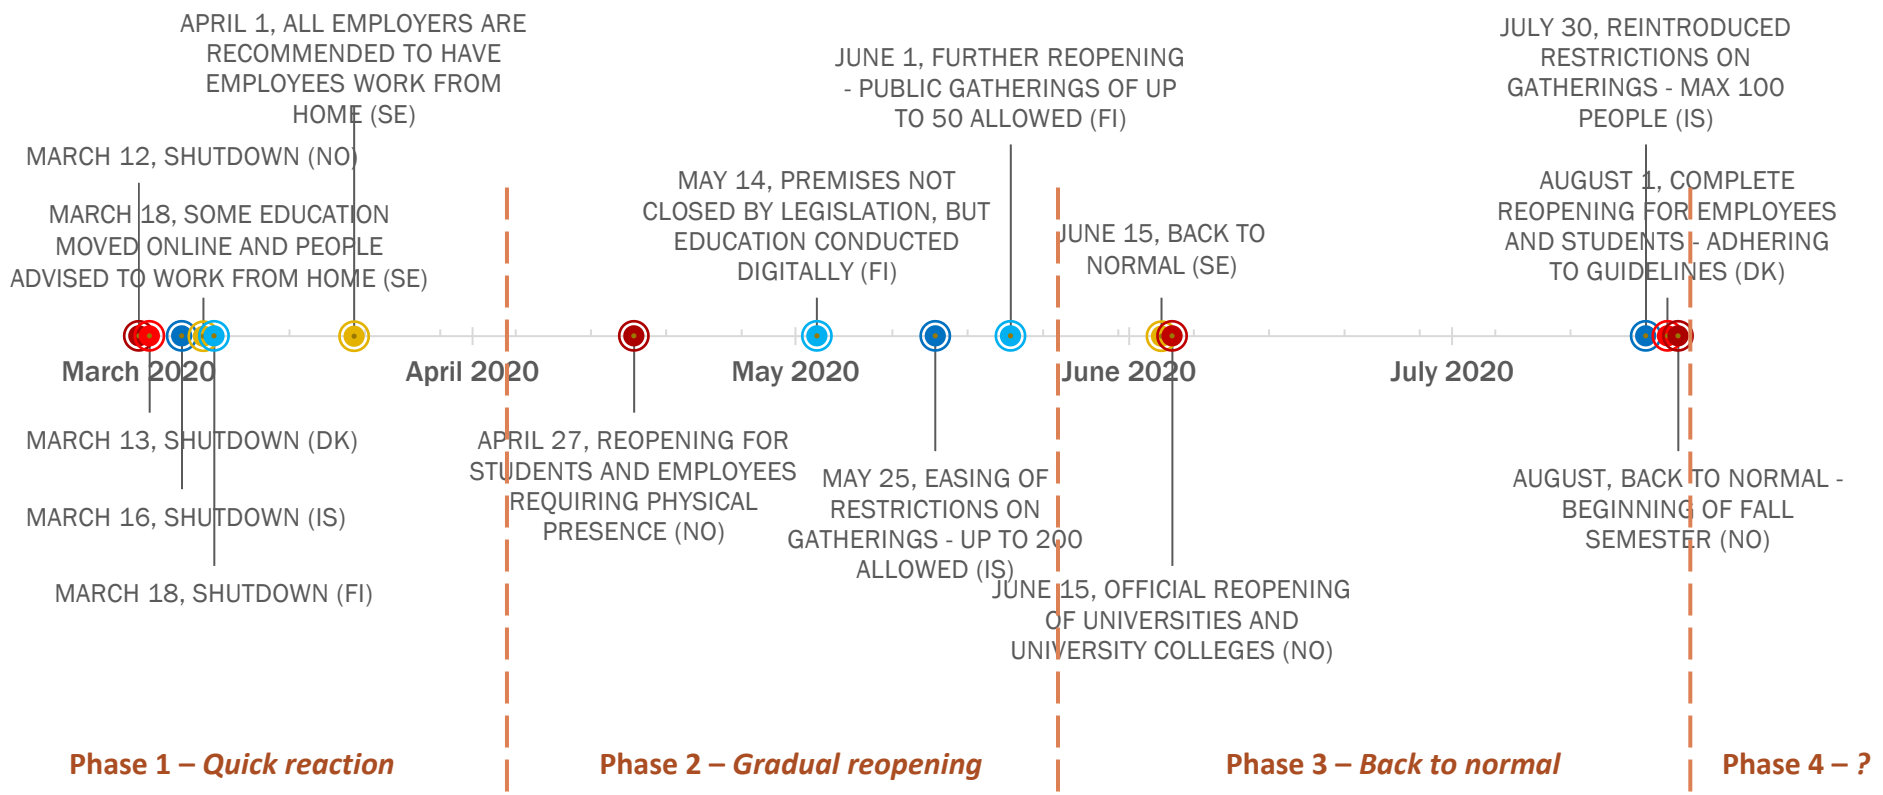 APRIL 1, ALL EMPLOYERS ARE
RECOMMENDED TO HAVE
EMPLOYEES WORK FROM
HOME (SE)
MARCH 12, SHUTDOWN (NO)
MARCH 18, SOME EDUCATION
MOVED ONLINE AND PEOPLE
ADVISED TO WORK FROM HOME (SE)
JUNE 1, FURTHER REOPENING
- PUBLIC GATHERINGS OF UP
TO 50 ALLOWED (FI)
MAY 14, PREMISES NOT
CLOSED BY LEGISLATION, BUT
EDUCATION CONDUCTED
DIGITALLY (FI)
JUNE 15, BACK TO
NORMAL (SE)
JULY 30, REINTRODUCED
RESTRICTIONS ON
GATHERINGS - MAX 100
PEOPLE (IS)
AUGUST 1, COMPLETE
REOPENING FOR EMPLOYEES
AND STUDENTS - ADHERING
TO GUIDELINES (DK)
March 2020
April 2020
May 2020
June 2020
July 2020
MARCH 13, SHUTDOWN (DK)
MARCH 16, SHUTDOWN (IS)
MARCH 18, SHUTDOWN (FI)
APRIL 27, REOPENING FOR
STUDENTS AND EMPLOYEES
REQUIRING PHYSICAL
PRESENCE (NO)
MAY 25, EASING OF
RESTRICTIONS ON
GATHERINGS - UP TO 200
ALLOWED (IS)
JUNE 15, OFFICIAL REOPENING
OF UNIVERSITIES AND
UNIVERSITY COLLEGES (NO)
AUGUST, BACK TO NORMAL -
BEGINNING OF FALL
SEMESTER (NO)
Phase 1 – Quick reaction
Phase 2 – Gradual reopening
Phase 3 – Back to normal
Phase 4 – ?